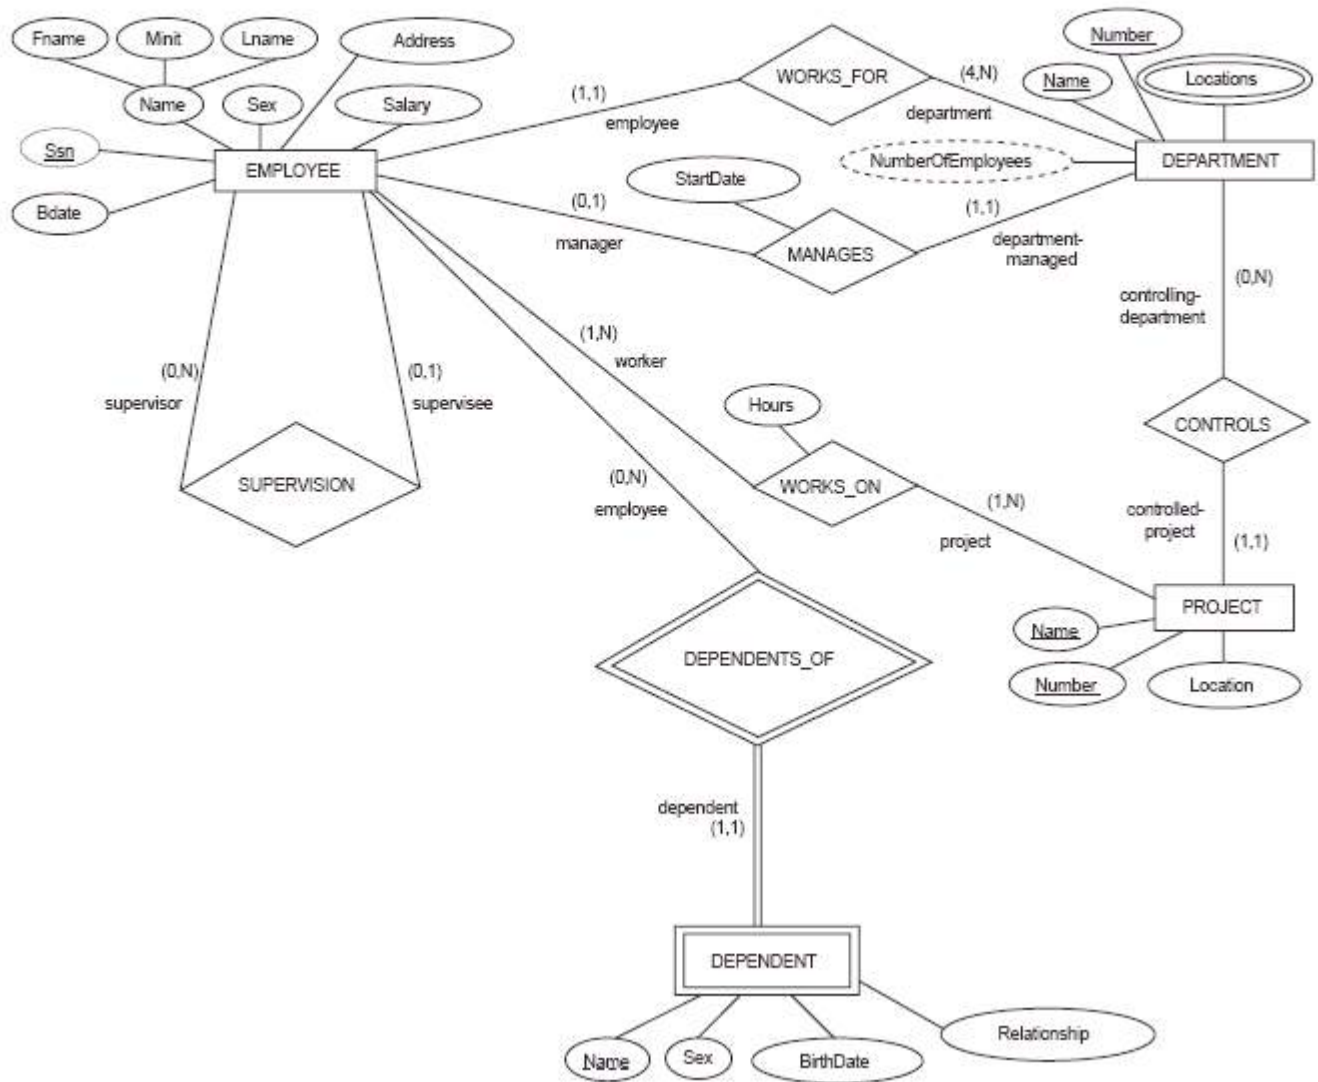 Fname
Minit
Lname
Address
Number
Name
Locations
Name
Sex
Salary
(1,1)
employee
WORKS_FOR
(4,N)
department
Ssn
EMPLOYEE
NumberOfEmployees
DEPARTMENT
Bdate
StartDate
(0,1)
manager
MANAGES
(1,1)
department-
managed
(0,N)
controlling-
department
(1,N)
worker
(0,N)
supervisor
(0,1)
supervisee
Hours
CONTROLS
SUPERVISION
(0,N)
employee
WORKS_ON
(1,N)
project
controlled-
project
(1,1)
PROJECT
Name
Number
Location
DEPENDENTS_OF
dependent
(1,1)
DEPENDENT
Name
Sex
BirthDate
Relationship